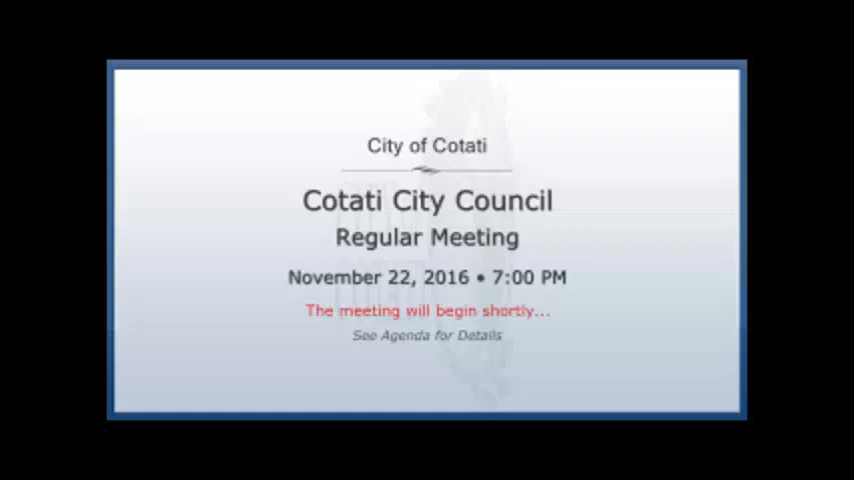 City of Cotati
Cotati City Council
Regular Meeting
November 22, 2016 • 7:00 PM
The meeting will begin shortly...
See Agenda for Details